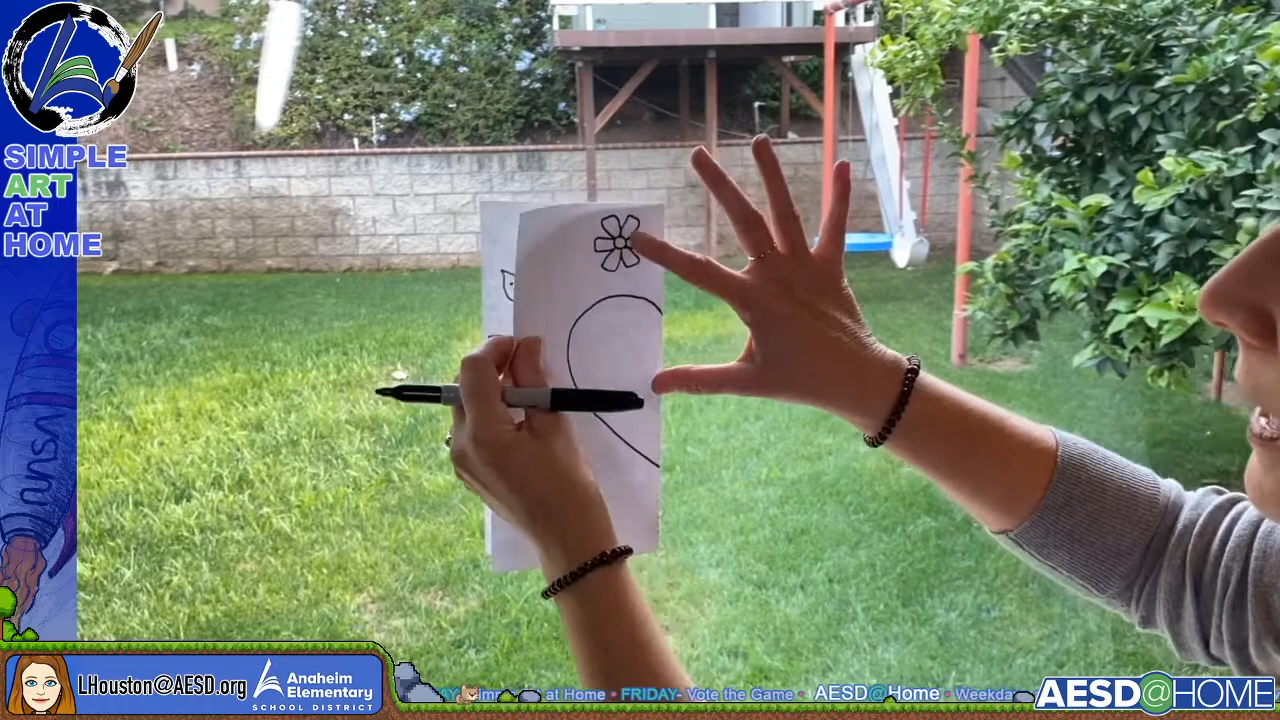 SIMPLE
ART
AT
HOME
LHouston@AESD.org
Anaheim
Elementary
SCHOOL DISTRICT
at Home • FRIDAY- Vote the Game • AESD@Home • Weekda
AESD@HOME